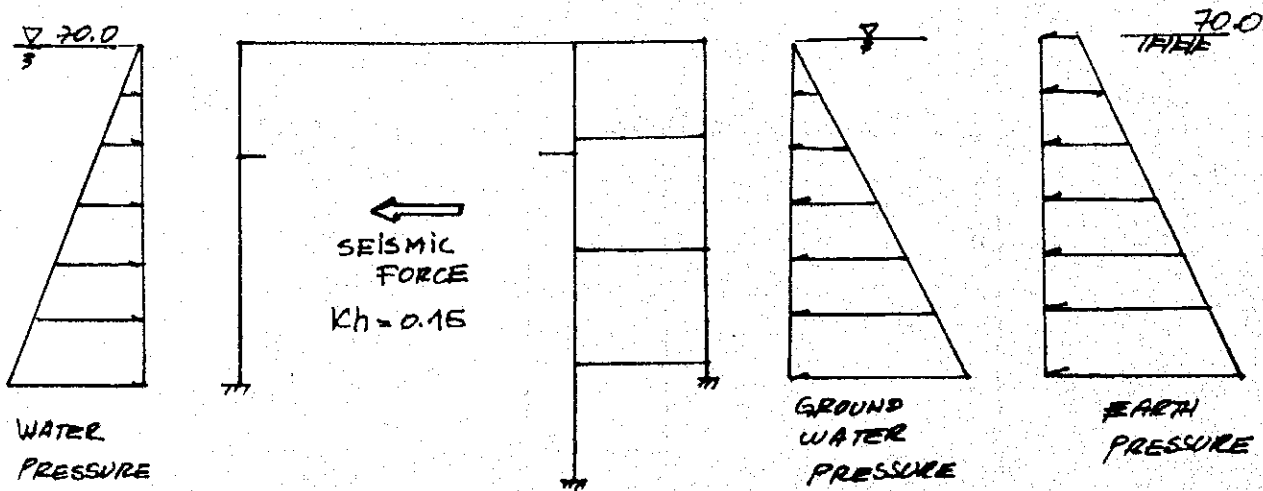 70.0
WATER
PRESSURE
SEISMIC
FORCE
Kh = 0.15
GROUND
WATER
PRESSURE
70.0
EARTH
PRESSURE